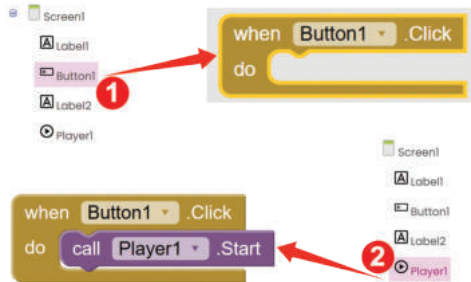 Screen1
Label1
Button1
Label2
Player1
1
when Button1 .Click
do
Screen1
Label1
Button1
Label2
Player1
2
when Button1 .Click
do call Player1 .Start